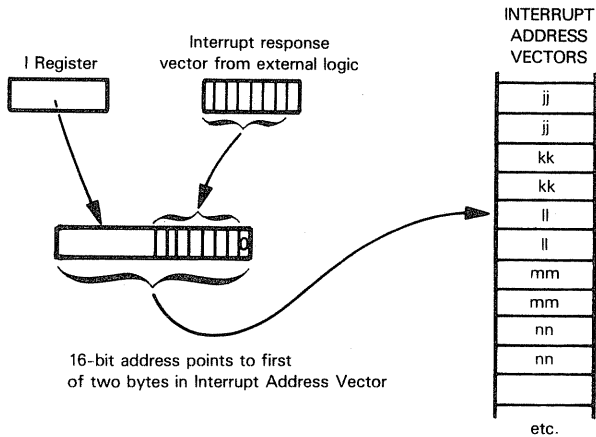 INTERRUPT
ADDRESS
VECTORS
I Register
Interrupt response
vector from external logic
jj
jj
kk
kk
ll
ll
mm
mm
nn
nn
0
16-bit address points to first
of two bytes in Interrupt Address Vector
etc.